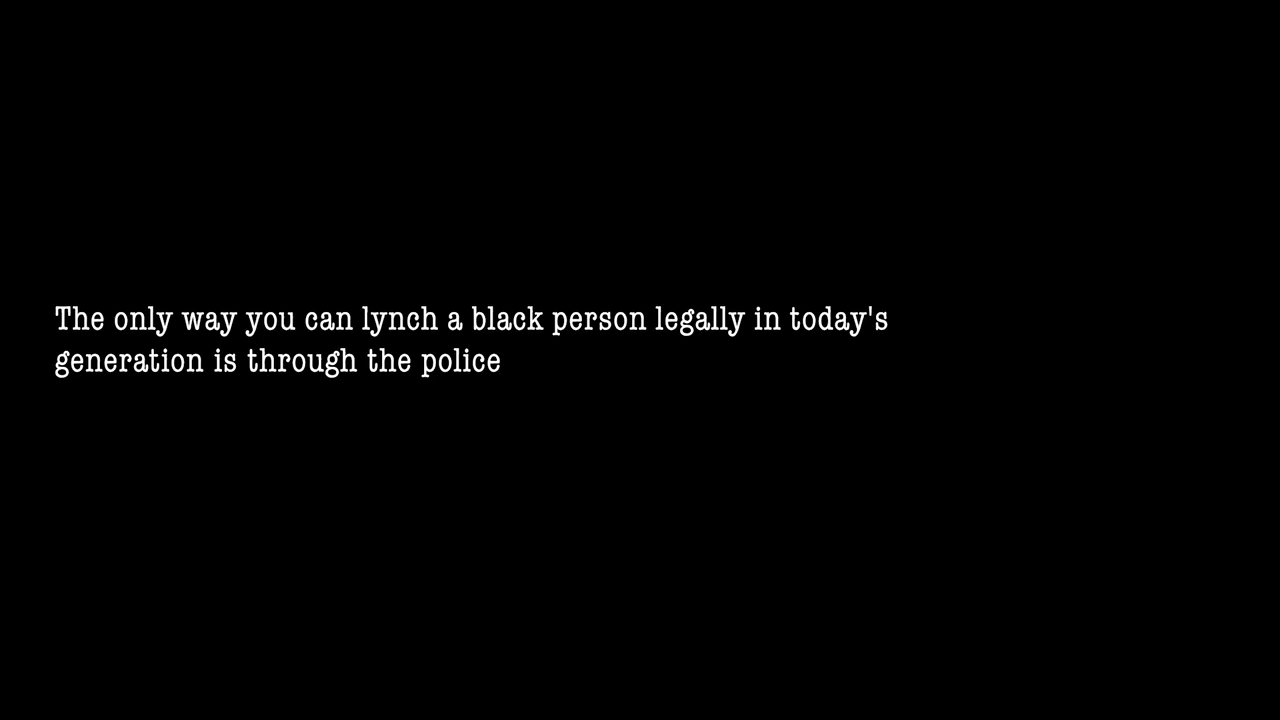 The only way you can lynch a black person legally in today's
generation is through the police